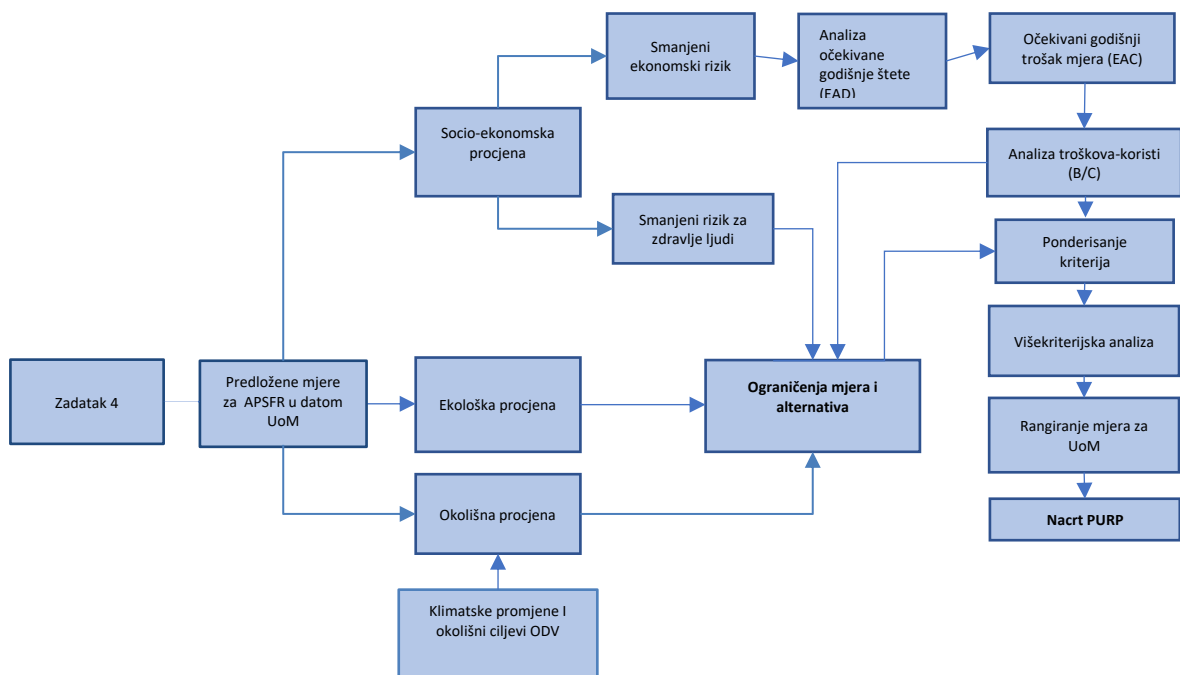 Smanjeni
ekonomski rizik
Analiza
očekivane
godišnje štete
(EAD)
Očekivani godišnji
trošak mjera (EAC)
Socio-ekonomska
procjena
Analiza troškova-koristi
(B/C)
Smanjeni rizik za
zdravlje ljudi
Ponderisanje
kriterija
Višekriterijska analiza
Zadatak 4
Predložene mjere
za APSFR u datom
UoM
Ekološka procjena
Ograničenja mjera i
alternativa
Rangiranje mjera za
UoM
Okolišna procjena
Nacrt PURP
Klimatske promjene I
okolišni ciljevi ODV